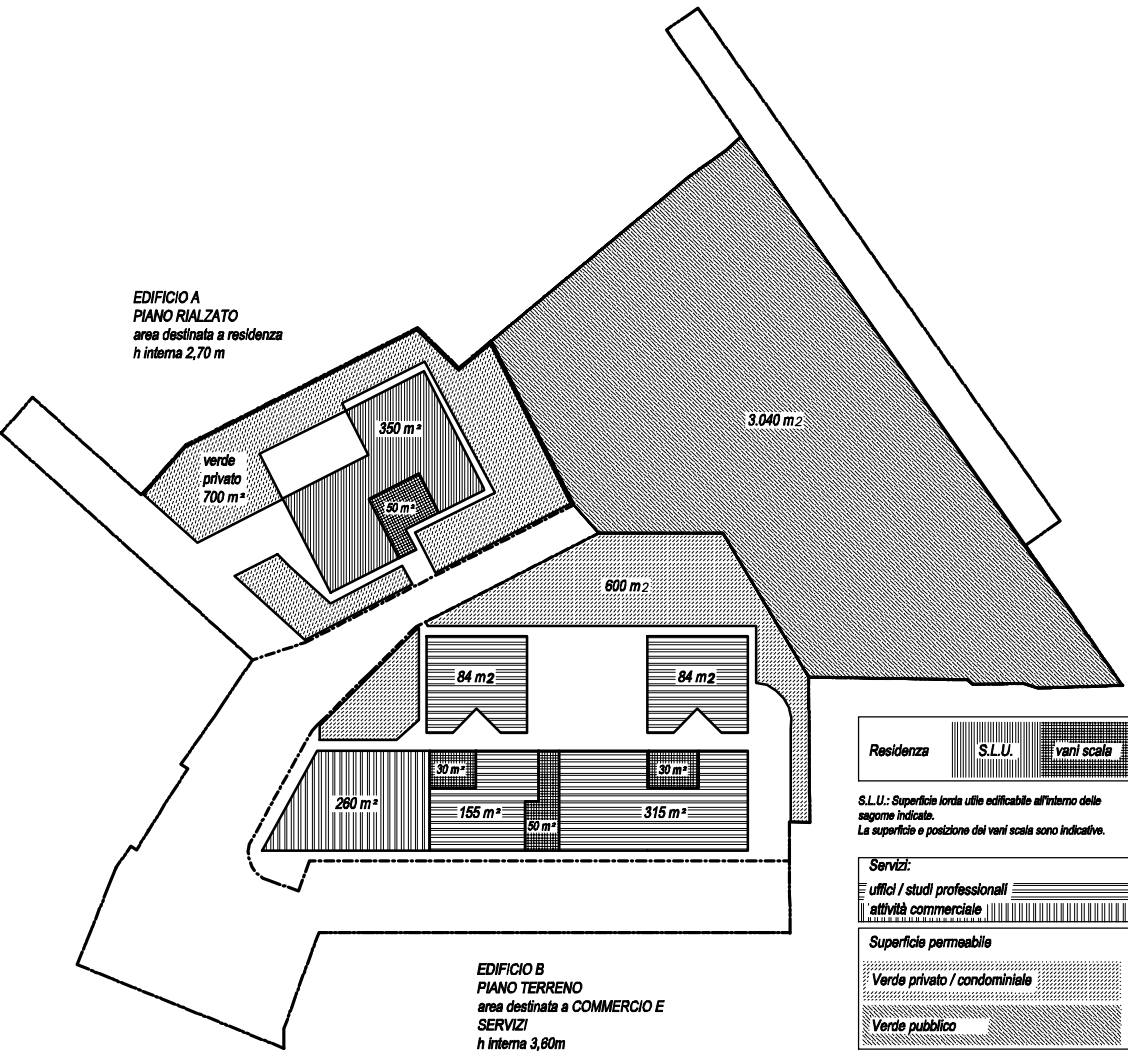 EDIFICIO A
PIANO RIALZATO
area destinata a residenza
h interna 2,70 m
3.040 m2
350 m²
verde
privato
700 m²
50 m²
600 m2
84 m2
84 m2
30 m²
30 m²
260 m²
155 m²
50 m²
315 m²
Residenza
S.L.U.
vani scala
S.L.U.: Superficie lorda utile edificabile all'interno delle
sagome indicate.
La superficie e posizione dei vani scala sono indicative.
Servizi:
uffici / studi professionali
attività commerciale
Superficie permeabile
Verde privato / condominiale
Verde pubblico
EDIFICIO B
PIANO TERRENO
area destinata a COMMERCIO E
SERVIZI
h interna 3,60m